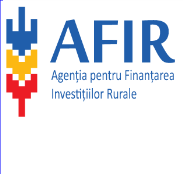 AFIR
Agenția pentru Finanțarea
Investițiilor Rurale